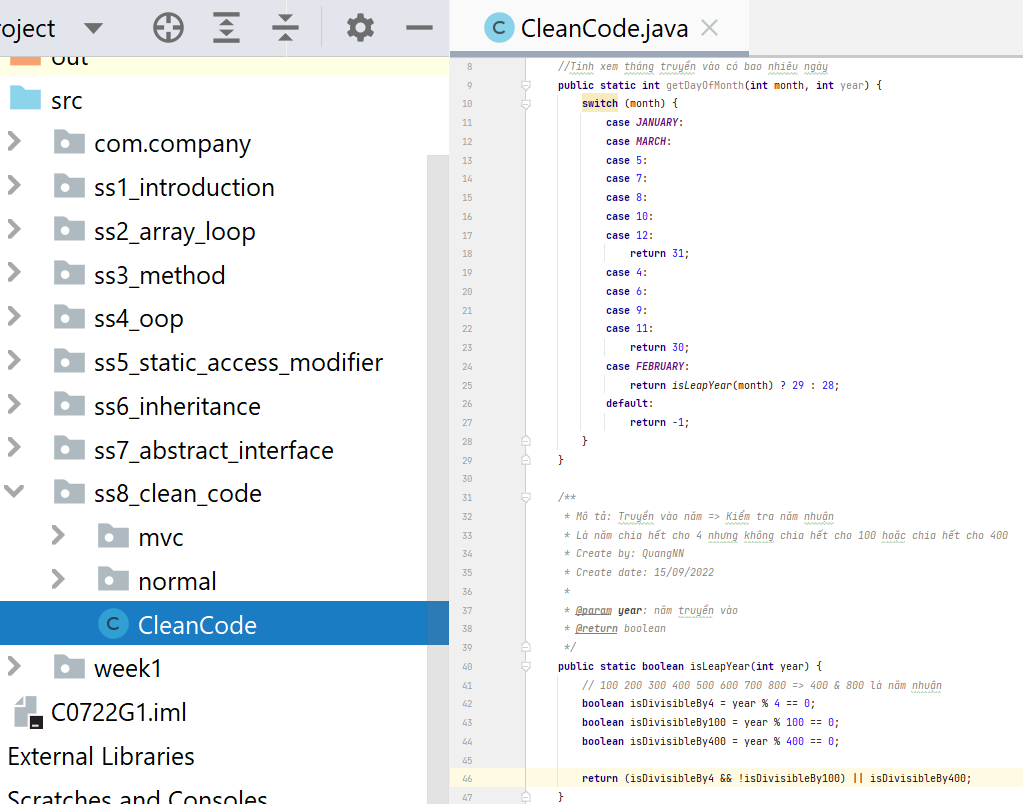 oject
out
src
com.company
ss1_introduction
ss2_array_loop
ss3_method
ss4_oop
ss5_static_access_modifier
ss6_inheritance
ss7_abstract_interface
ss8_clean_code
mvc
normal
C CleanCode
week1
C0722G1.iml
External Libraries
Scratches and Consoles
C CleanCode.java
8 //Tính xem tháng truyền vào có bao nhiêu ngày
9 public static int getDayOfMonth(int month, int year) {
10 switch (month) {
11 case JANUARY:
12 case MARCH:
13 case 5:
14 case 7:
15 case 8:
16 case 10:
17 case 12:
18 return 31;
19 case 4:
20 case 6:
21 case 9:
22 case 11:
23 return 30;
24 case FEBRUARY:
25 return isLeapYear(month) ? 29 : 28;
26 default:
27 return -1;
28 }
29 }
30
31 /**
32 * Mô tả: Truyền vào năm => Kiểm tra năm nhuận
33 * Là năm chia hết cho 4 nhưng không chia hết cho 100 hoặc chia hết cho 400
34 * Create by: QuangNN
35 * Create date: 15/09/2022
36 *
37 * @param year: năm truyền vào
38 * @return boolean
39 */
40 public static boolean isLeapYear(int year) {
41 // 100 200 300 400 500 600 700 800 => 400 & 800 là năm nhuận
42 boolean isDivisibleBy4 = year % 4 == 0;
43 boolean isDivisibleBy100 = year % 100 == 0;
44 boolean isDivisibleBy400 = year % 400 == 0;
45
46 return (isDivisibleBy4 && !isDivisibleBy100) || isDivisibleBy400;
47 }